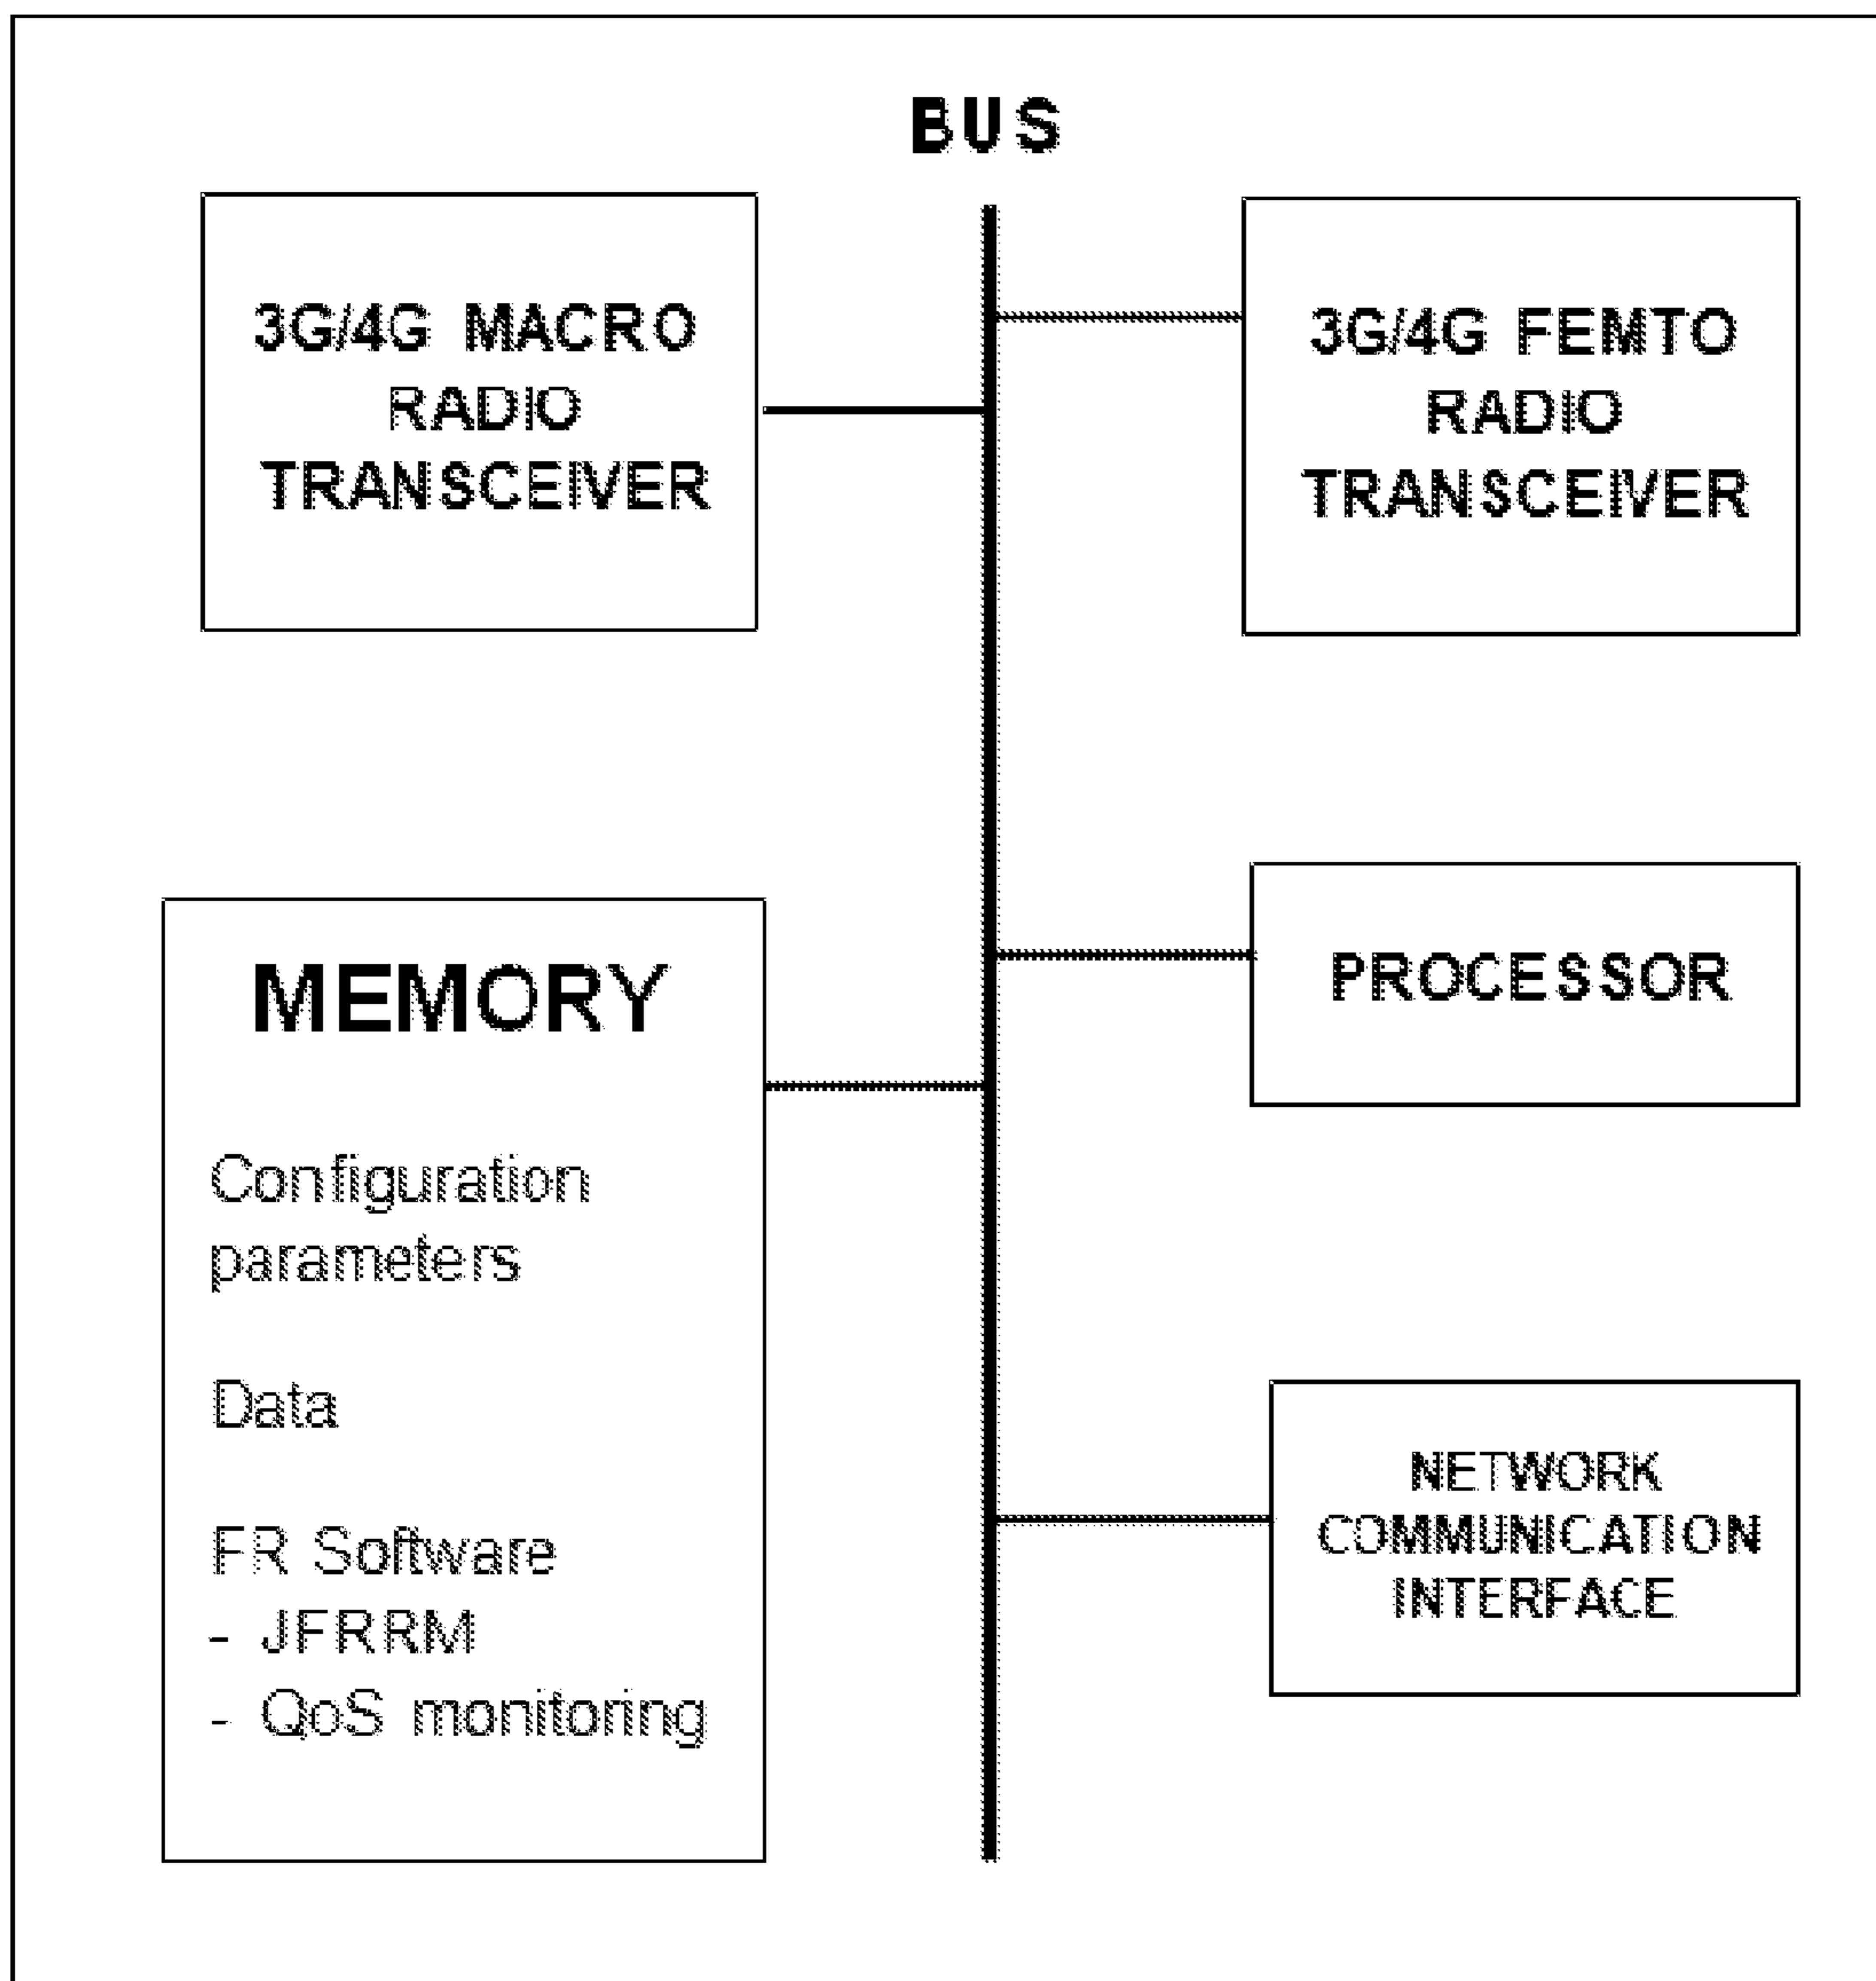 BUS
3G/4G MACRO
RADIO
TRANSCEIVER
3G/4G FEMTO
RADIO
TRANSCEIVER
MEMORY
Configuration
parameters
Data
FR Software
- JFRRM
- QoS monitoring
PROCESSOR
NETWORK
COMMUNICATION
INTERFACE